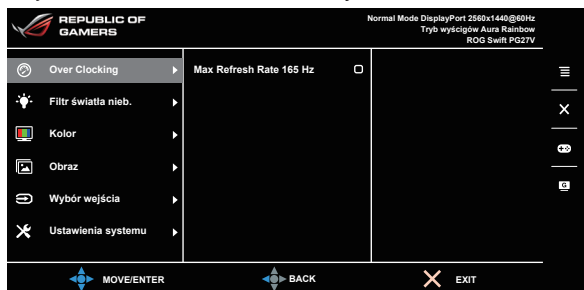 REPUBLIC OF
GAMERS
Normal Mode DisplayPort 2560x1440@60Hz
Tryb wyścigów Aura Rainbow
ROG Swift PG27V
Over Clocking
Max Refresh Rate 165 Hz
Filtr światła nieb.
Kolor
Obraz
Wybór wejścia
Ustawienia systemu
G
MOVE/ENTER
BACK
EXIT